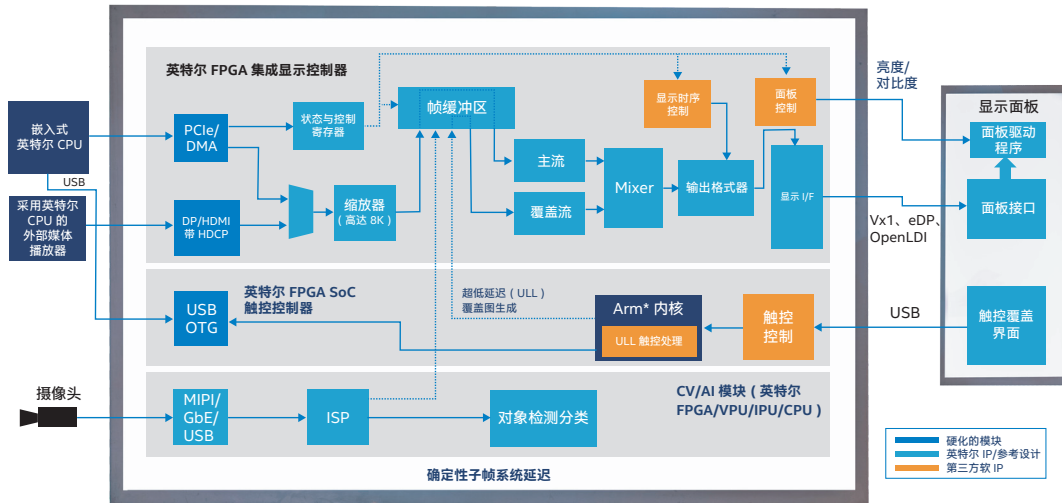 英特尔 FPGA 集成显示控制器
嵌入式
英特尔 CPU
USB
采用英特尔
CPU 的
外部媒体
播放器
PCIe/
DMA
状态与控制
寄存器
帧缓冲区
显示时序
控制
面板
控制
亮度/
对比度
显示面板
面板驱动
程序
面板接口
DP/HDMI
带 HDCP
缩放器
( 高达 8K )
主流
覆盖流
Mixer
输出格式器
显示 I/F
Vx1、eDP、
OpenLDI
英特尔 FPGA SoC
触控控制器
USB
OTG
超低延迟 ( ULL )
覆盖图生成
Arm* 内核
ULL 触控处理
触控
控制
USB
触控覆盖
界面
摄像头
MIPI/
GbE/
USB
ISP
对象检测分类
CV/AI 模块 ( 英特尔
FPGA/VPU/IPU/CPU )
确定性子帧系统延迟
硬化的模块
英特尔 IP/参考设计
第三方软 IP